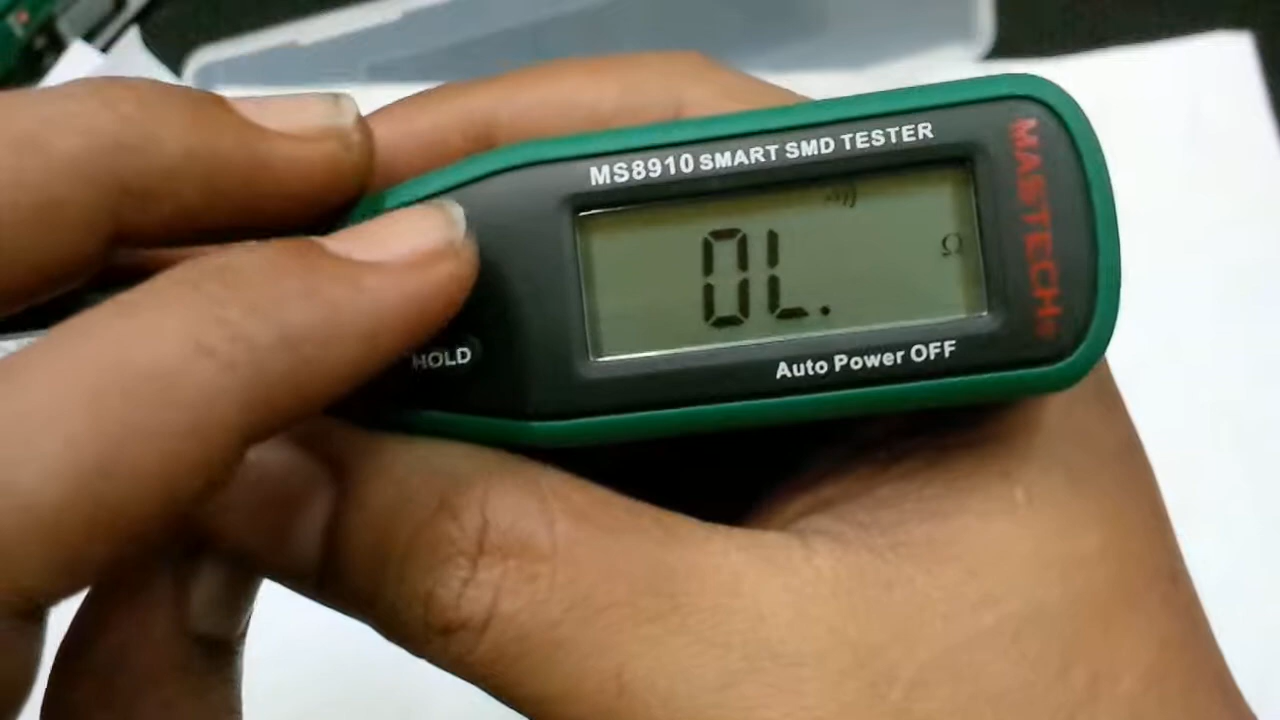 MS8910 SMART SMD TESTER
0L.
Ω
MASTECH®
HOLD
Auto Power OFF